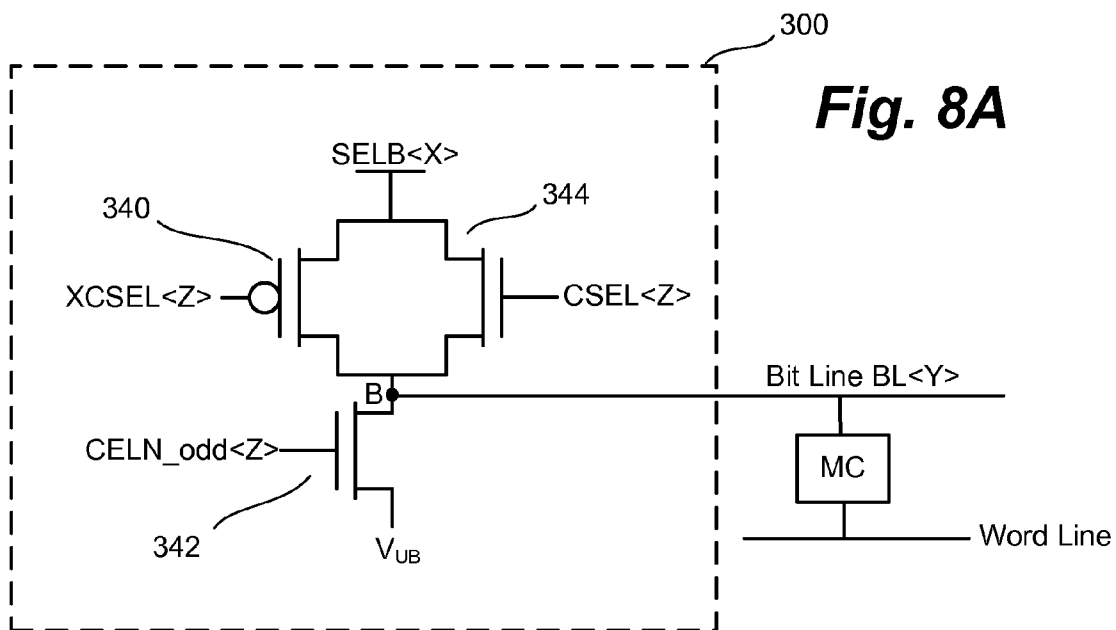 300
Fig. 8A
SELB<X>
340
344
XCSEL<Z>
CSEL<Z>
Bit Line BL<Y>
B
CELN_odd<Z>
MC
342
VUB
Word Line